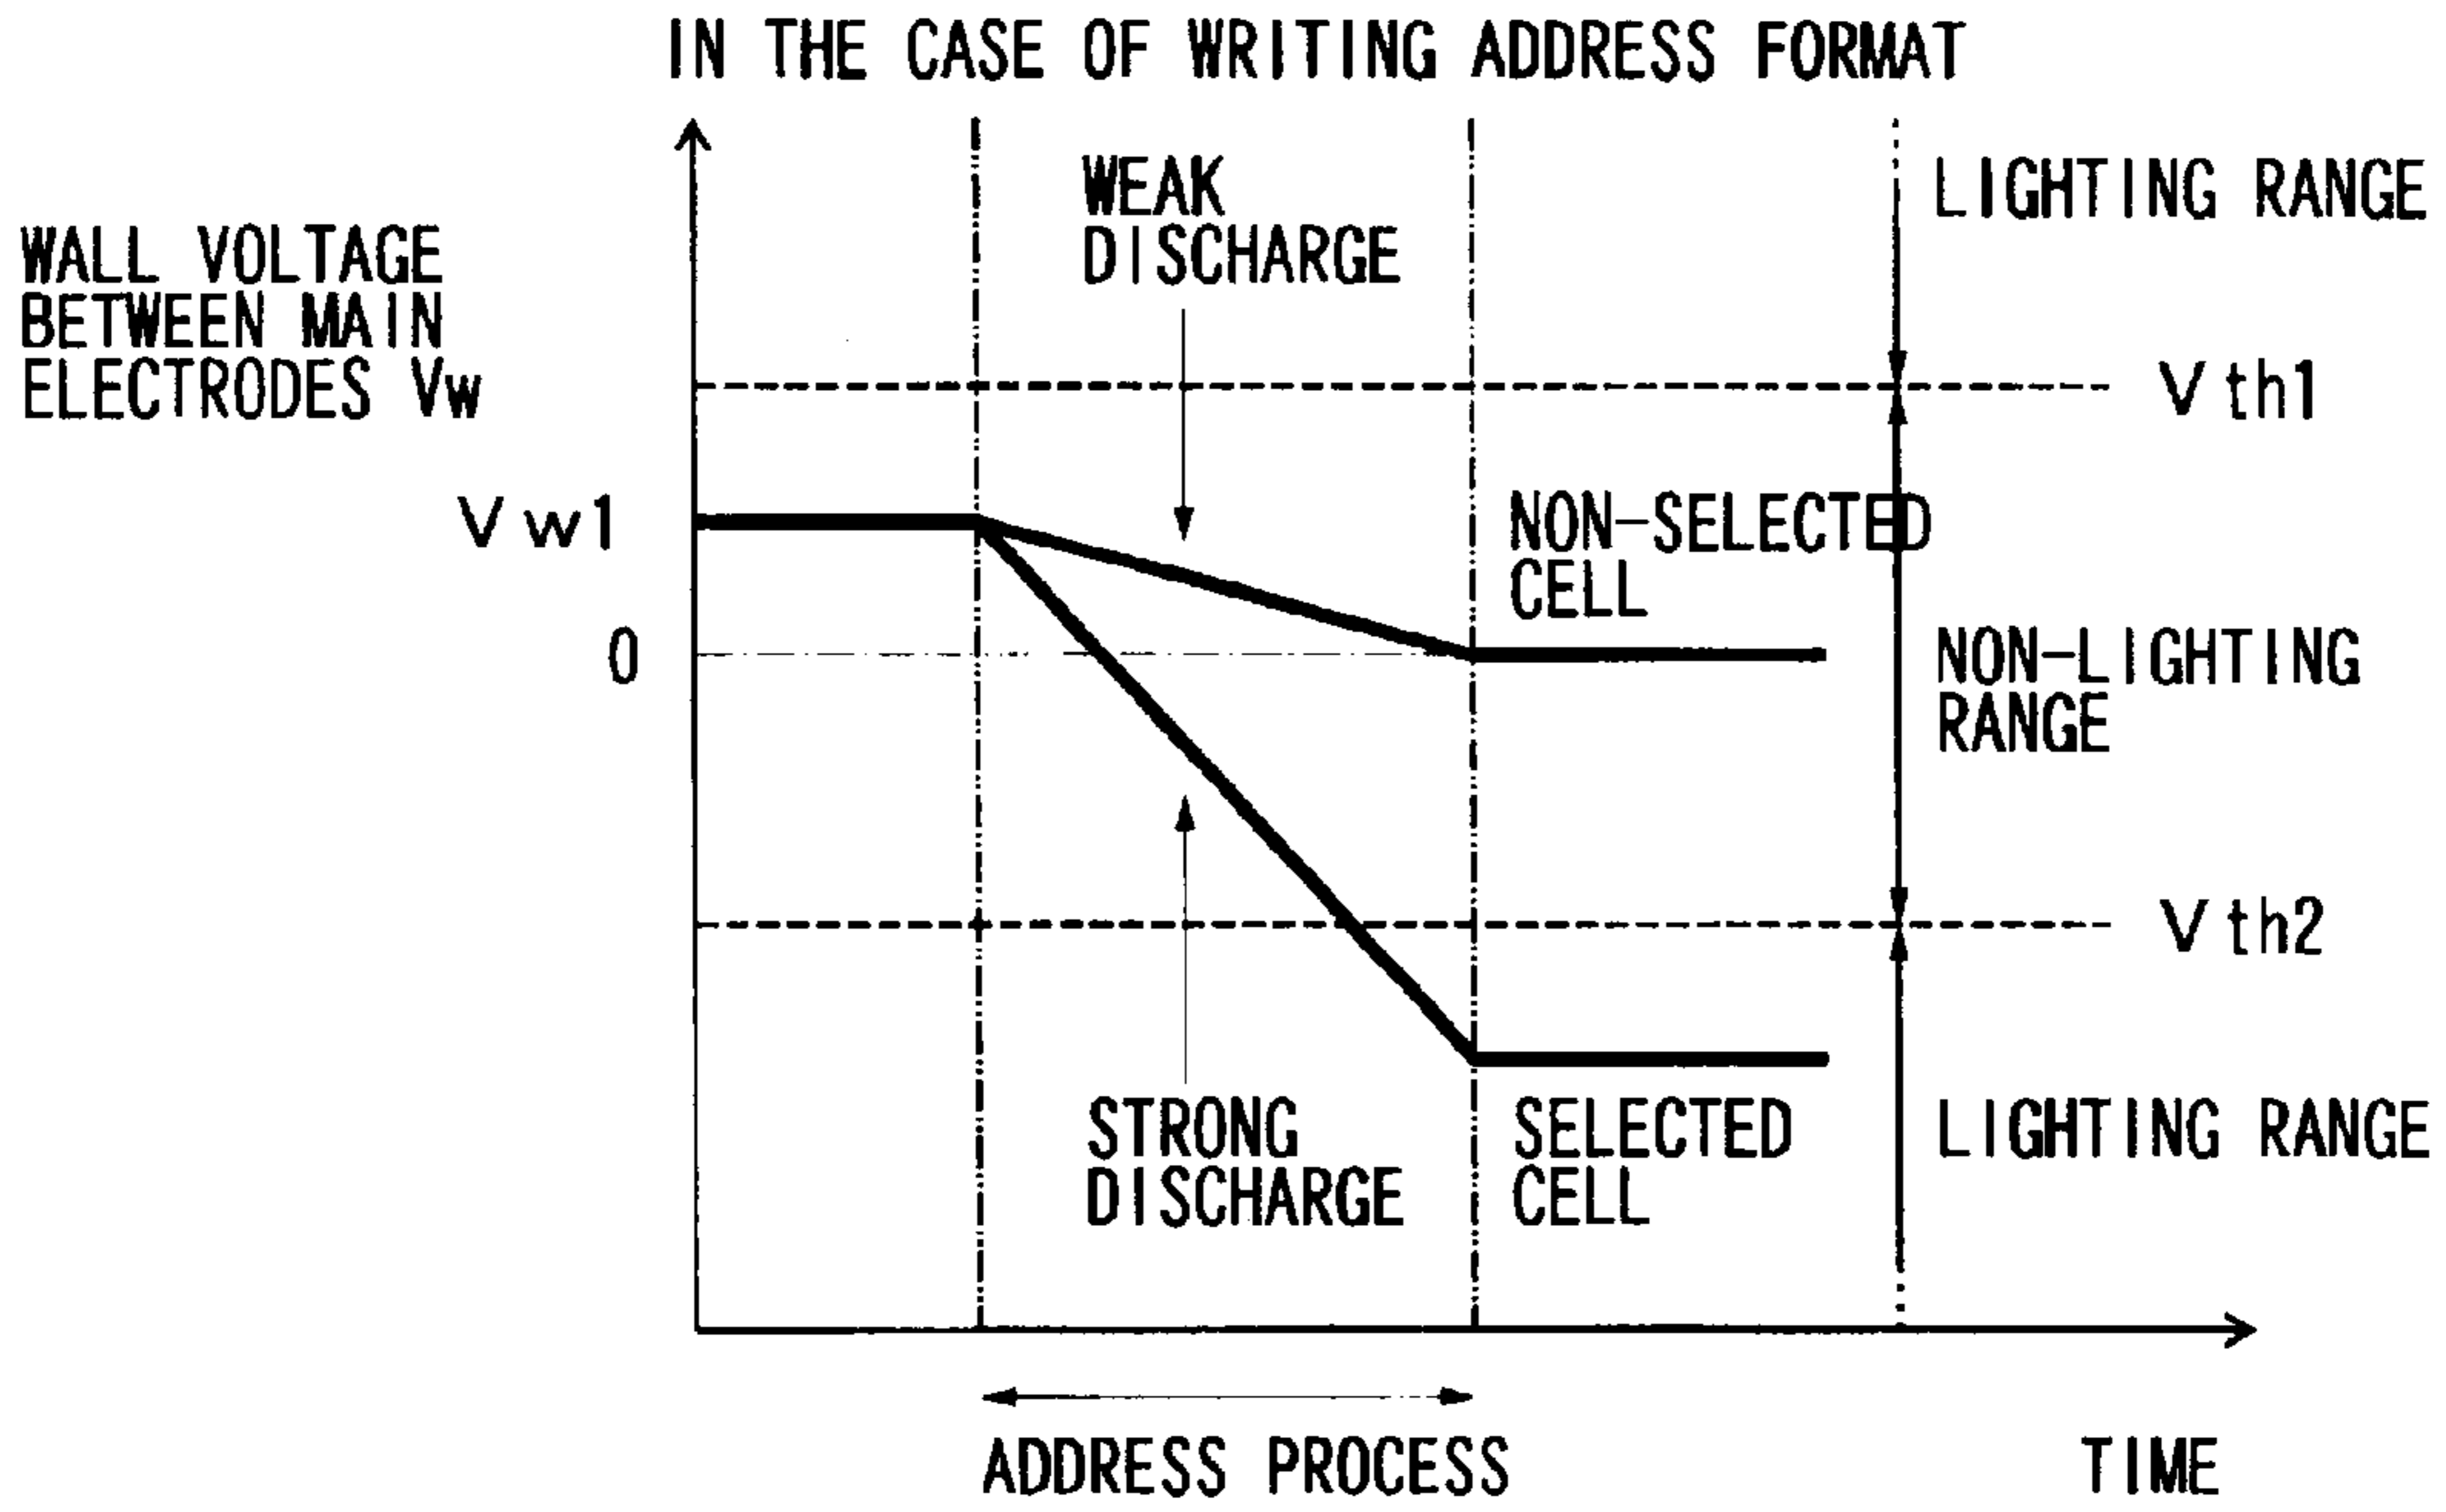 IN THE CASE OF WRITING ADDRESS FORMAT
WEAK
DISCHARGE
LIGHTING RANGE
WALL VOLTAGE
BETWEEN MAIN
ELECTRODES Vw
Vth1
Vw1
NON-SELECTED
CELL
0
NON-LIGHTING
RANGE
Vth2
STRONG
DISCHARGE
SELECTED
CELL
LIGHTING RANGE
ADDRESS PROCESS
TIME